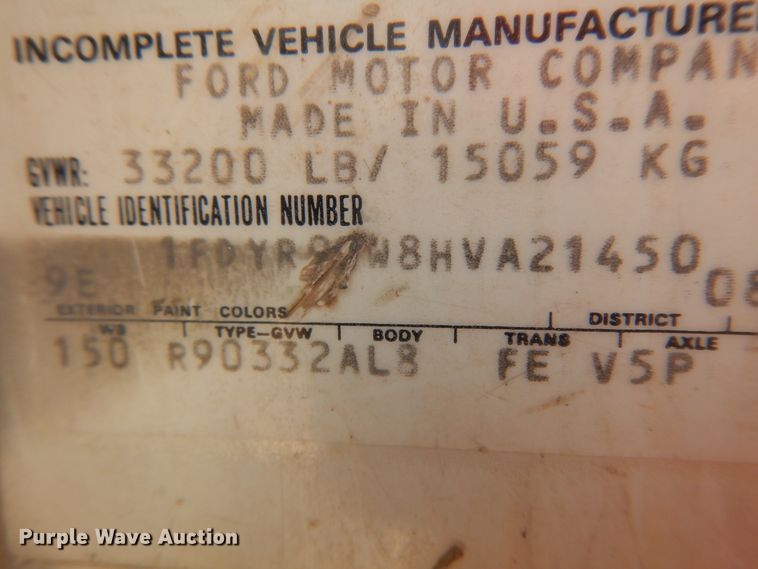 INCOMPLETE VEHICLE MANUFACTURE
FORD MOTOR COMPAN
MADE IN U.S.A.
GVWR: 33200 LB/ 15059 KG
VEHICLE IDENTIFICATION NUMBER
9E 08
EXTERIOR PAINT COLORS DISTRICT
WB TYPE-GVW BODY TRANS AXLE
150 R90332AL8 FE V5P
Purple Wave Auction